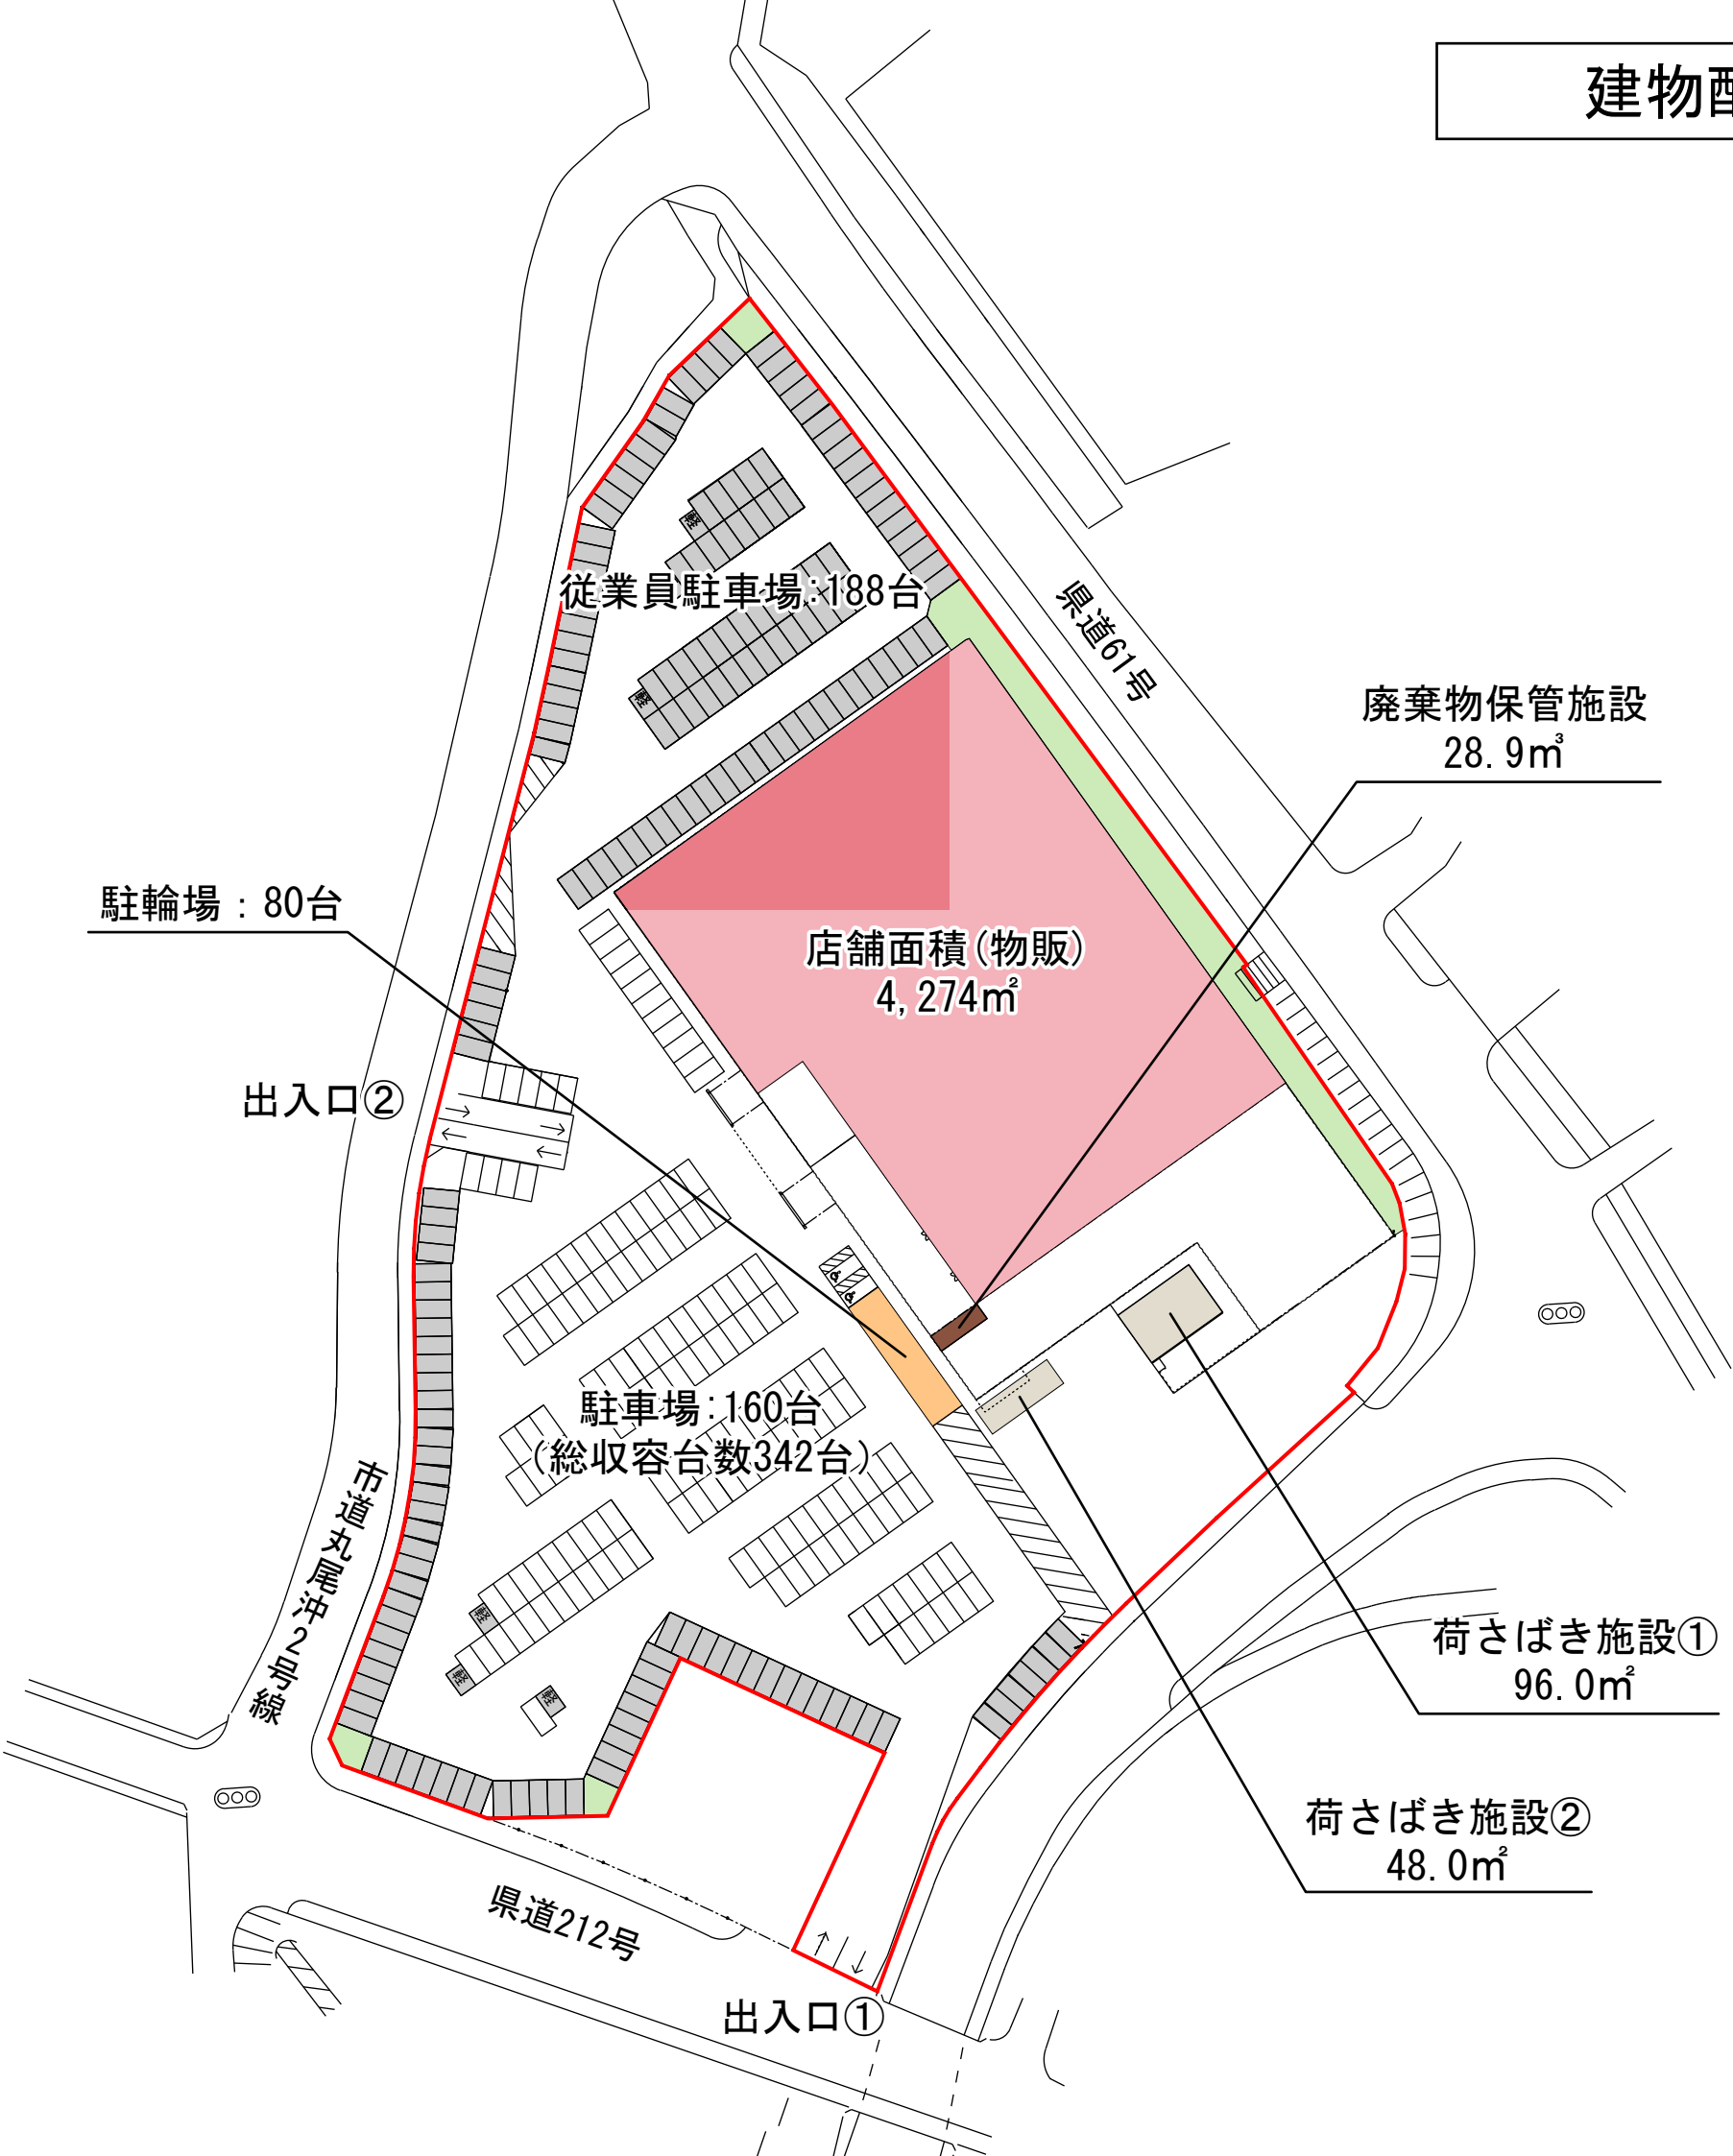 建物
従業員駐車場：188台
軽
軽
県道61号
廃棄物保管施設
28.9㎥
駐輪場：80台
店舗面積(物販)
4,274㎡
出入口②
駐車場：160台
(総収容台数342台)
市道丸尾沖2号線
軽
軽
軽
荷さばき施設①
96.0㎡
荷さばき施設②
48.0㎡
県道212号
出入口①